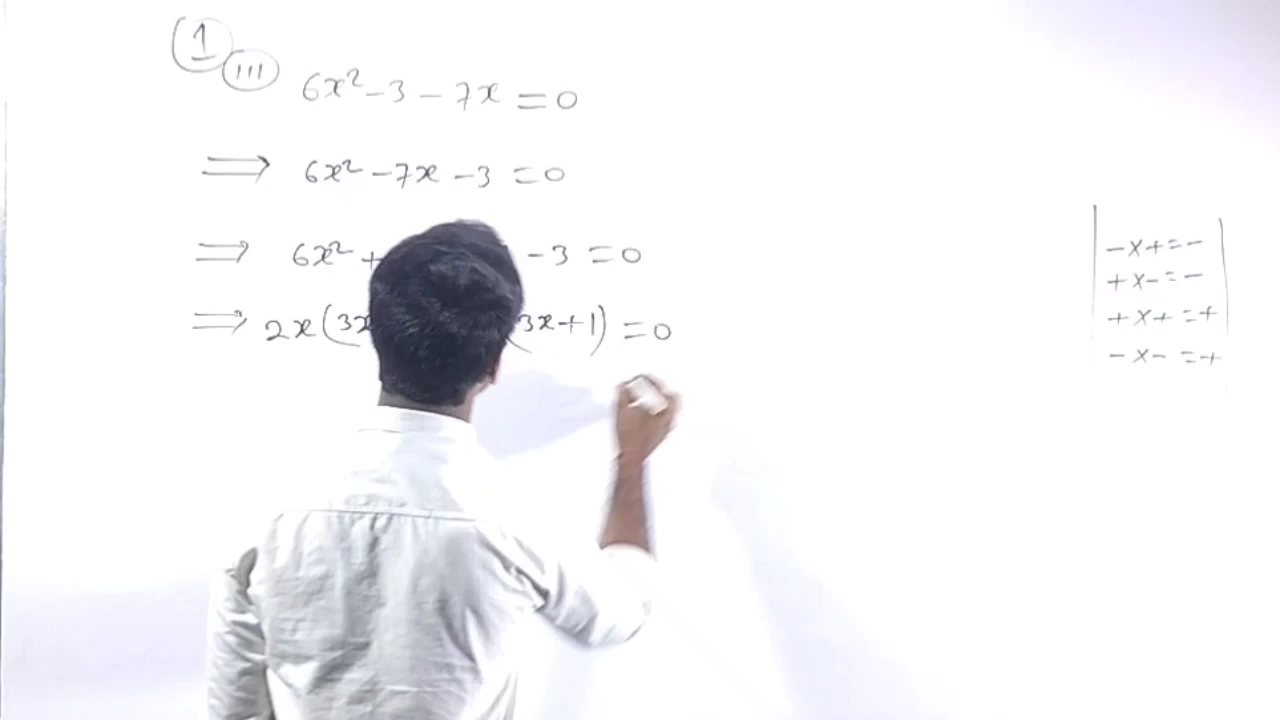 1
III
6x² - 3 - 7x = 0
⇒ 6x² - 7x - 3 = 0
⇒ 6x² + - 3 = 0
⇒ 2x(3x (3x+1) = 0
- x + = -
+ x - = -
+ x + = +
- x - = +